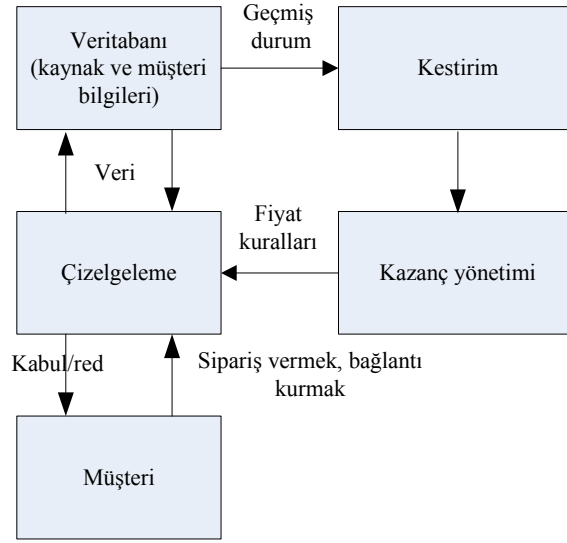 Veritabanı
(kaynak ve müşteri
bilgileri)
Geçmiş
durum
Kestirim
Veri
Fiyat
kuralları
Çizelgeleme
Kazanç yönetimi
Kabul/red
Sipariş vermek, bağlantı
kurmak
Müşteri